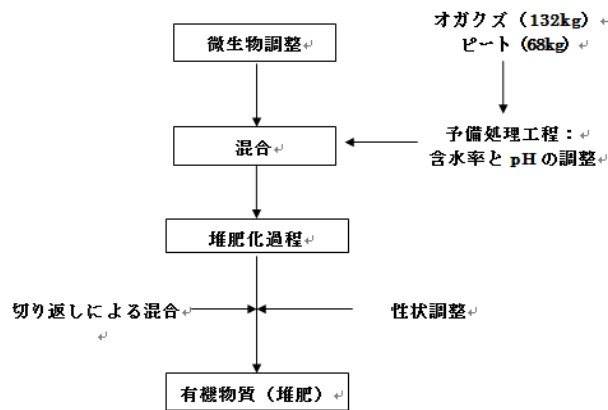 微生物調整
オガクズ（132kg）
ピート（68kg）
混合
予備処理工程：
含水率と pH の調整
堆肥化過程
切り返しによる混合
性状調整
有機物質（堆肥）